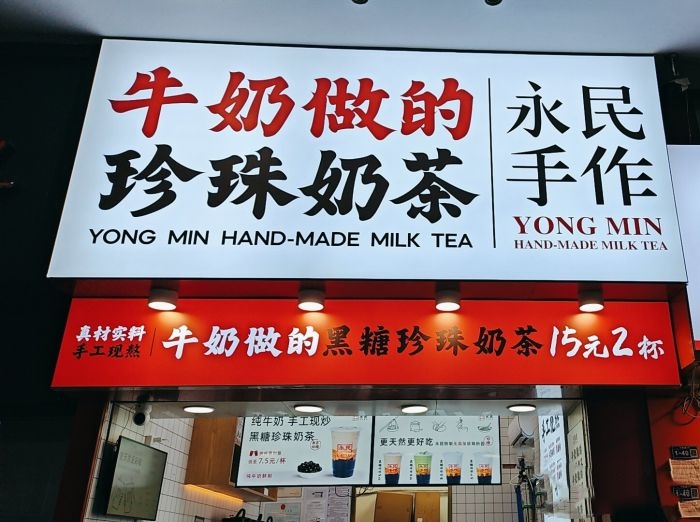 牛奶做的
珍珠奶茶
YONG MIN HAND-MADE MILK TEA
永民
手作
YONG MIN
HAND-MADE MILK TEA
真材实料
手工现熬
牛奶做的黑糖珍珠奶茶15元2杯
纯牛奶 手工现炒
黑糖珍珠奶茶
7.5元/杯
永民
更天然更好吃